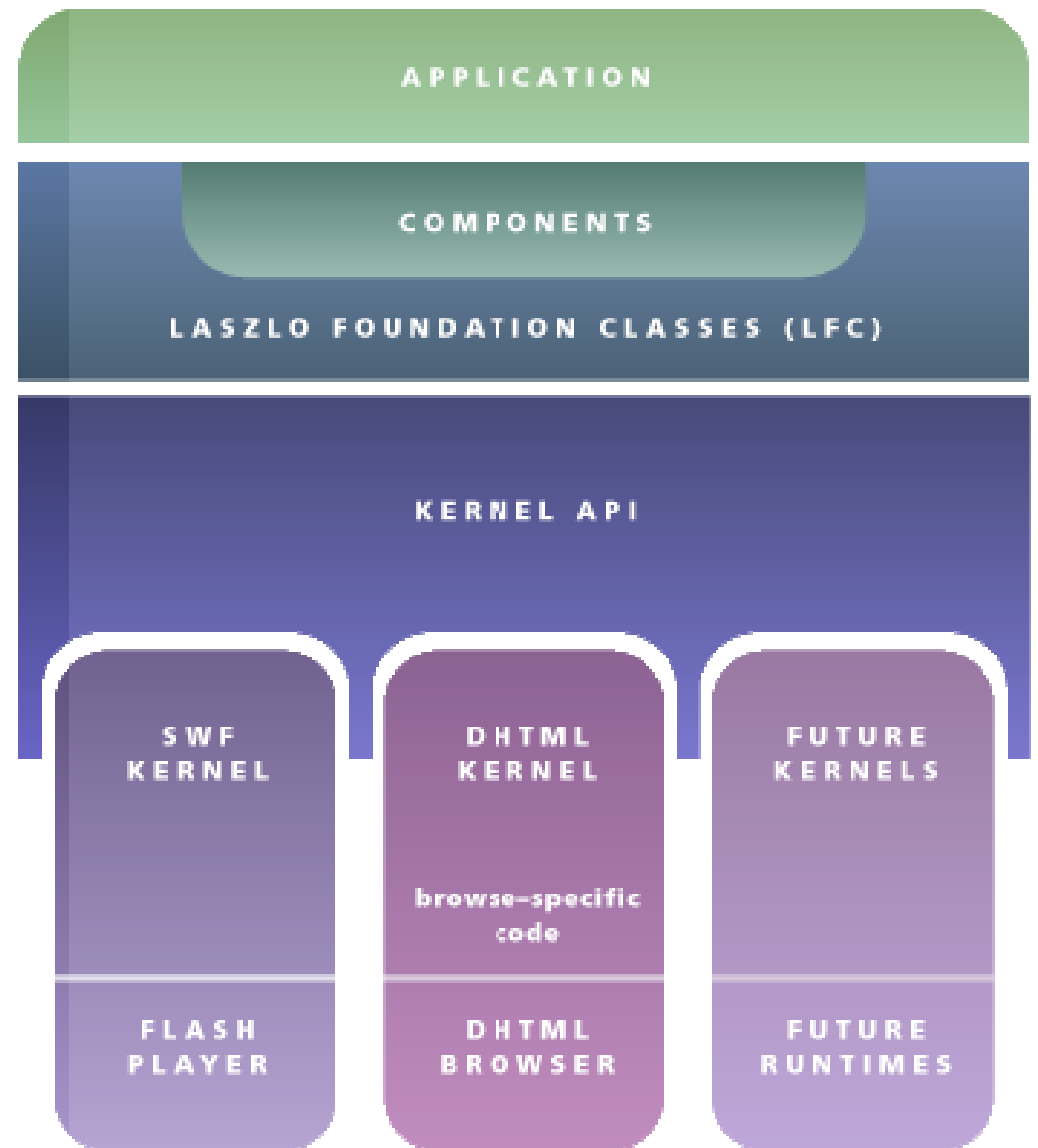 APPLICATION
COMPONENTS
LASZLO FOUNDATION CLASSES (LFC)
KERNEL API
SWF
KERNEL
DHTML
KERNEL
browse–specific
code
FUTURE
KERNELS
FLASH
PLAYER
DHTML
BROWSER
FUTURE
RUNTIMES